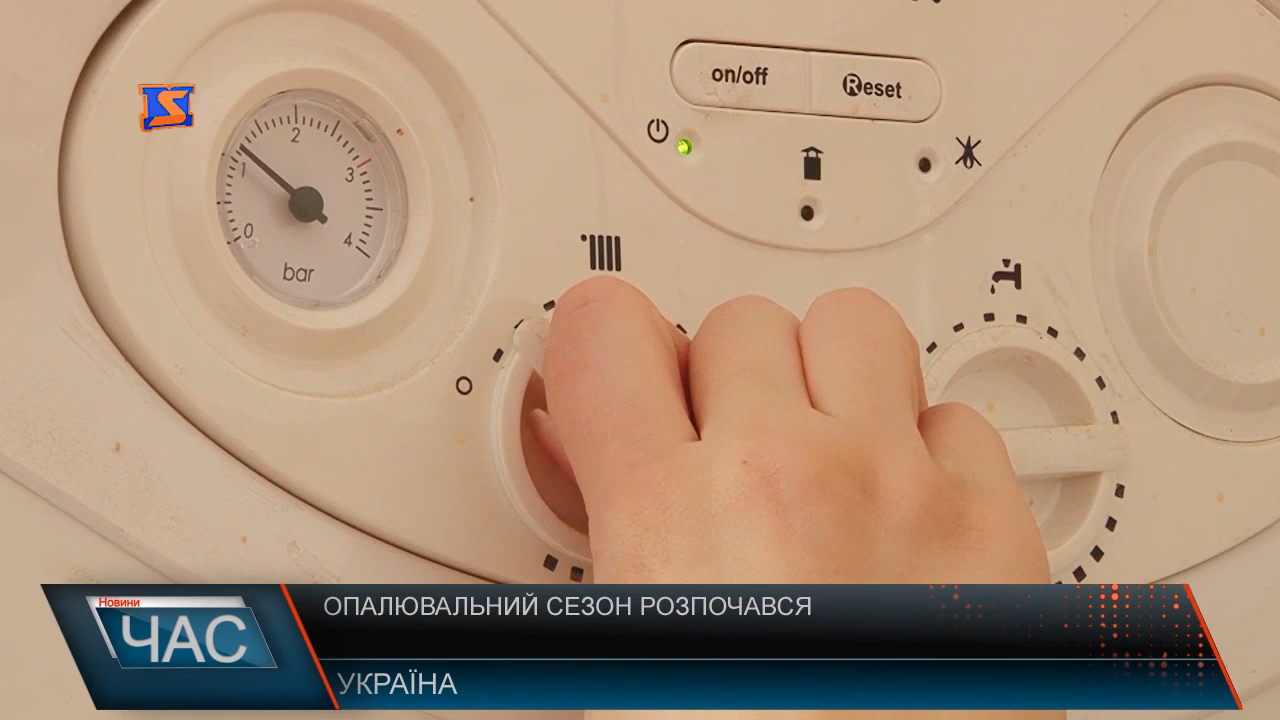 on/off
Reset
2
1
3
0
4
bar
Новини
ЧАС
ОПАЛЮВАЛЬНИЙ СЕЗОН РОЗПОЧАВСЯ
УКРАЇНА